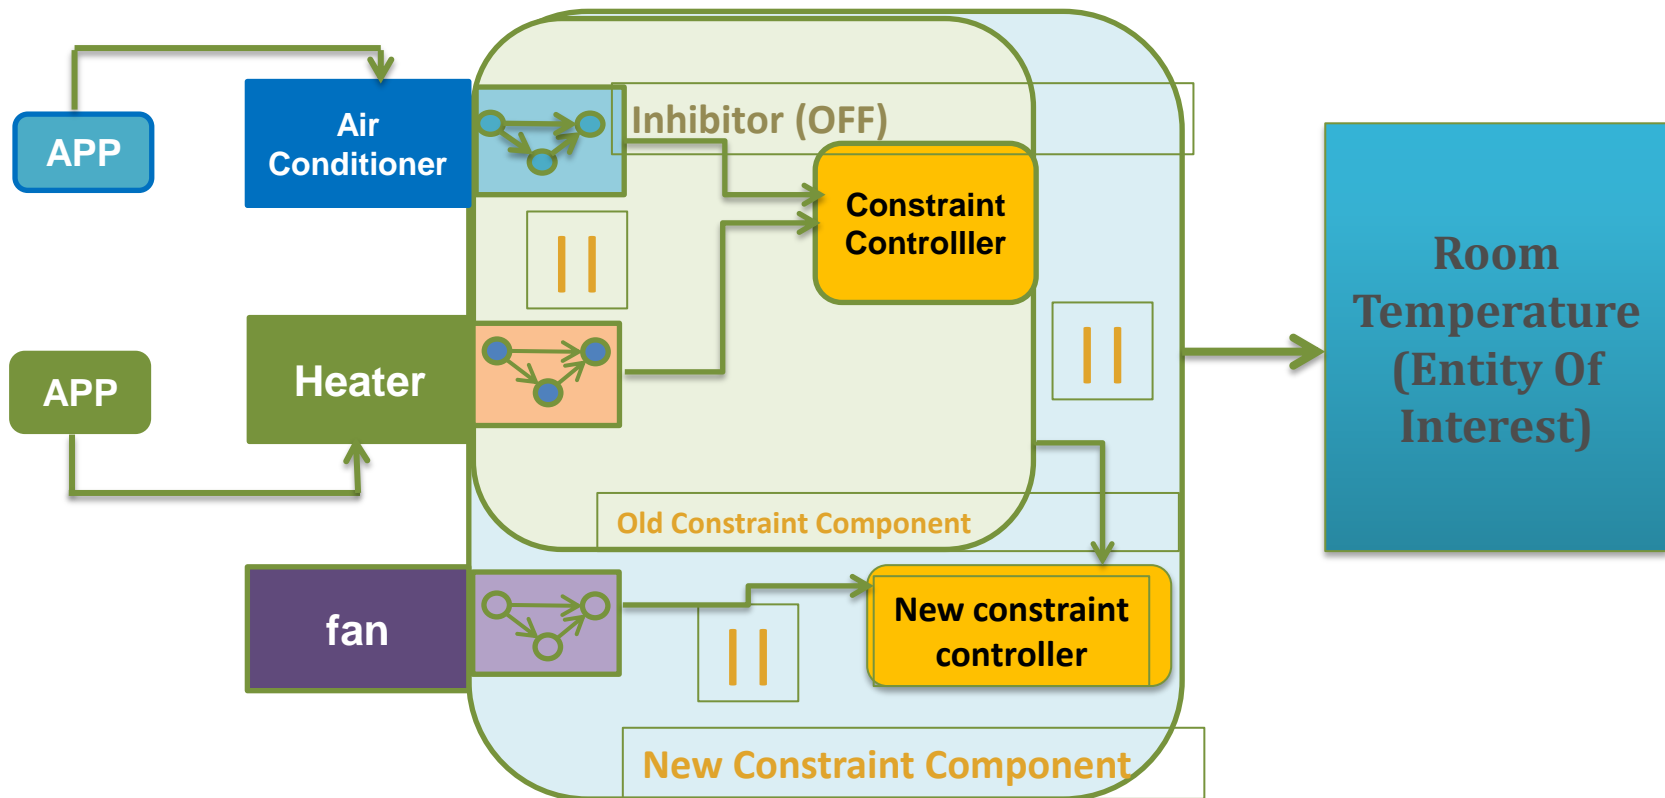 APP
Air
Conditioner
Inhibitor (OFF)
Constraint
Controlller
||
Heater
APP
||
Room
Temperature
(Entity Of
Interest)
Old Constraint Component
fan
||
New constraint
controller
New Constraint Component